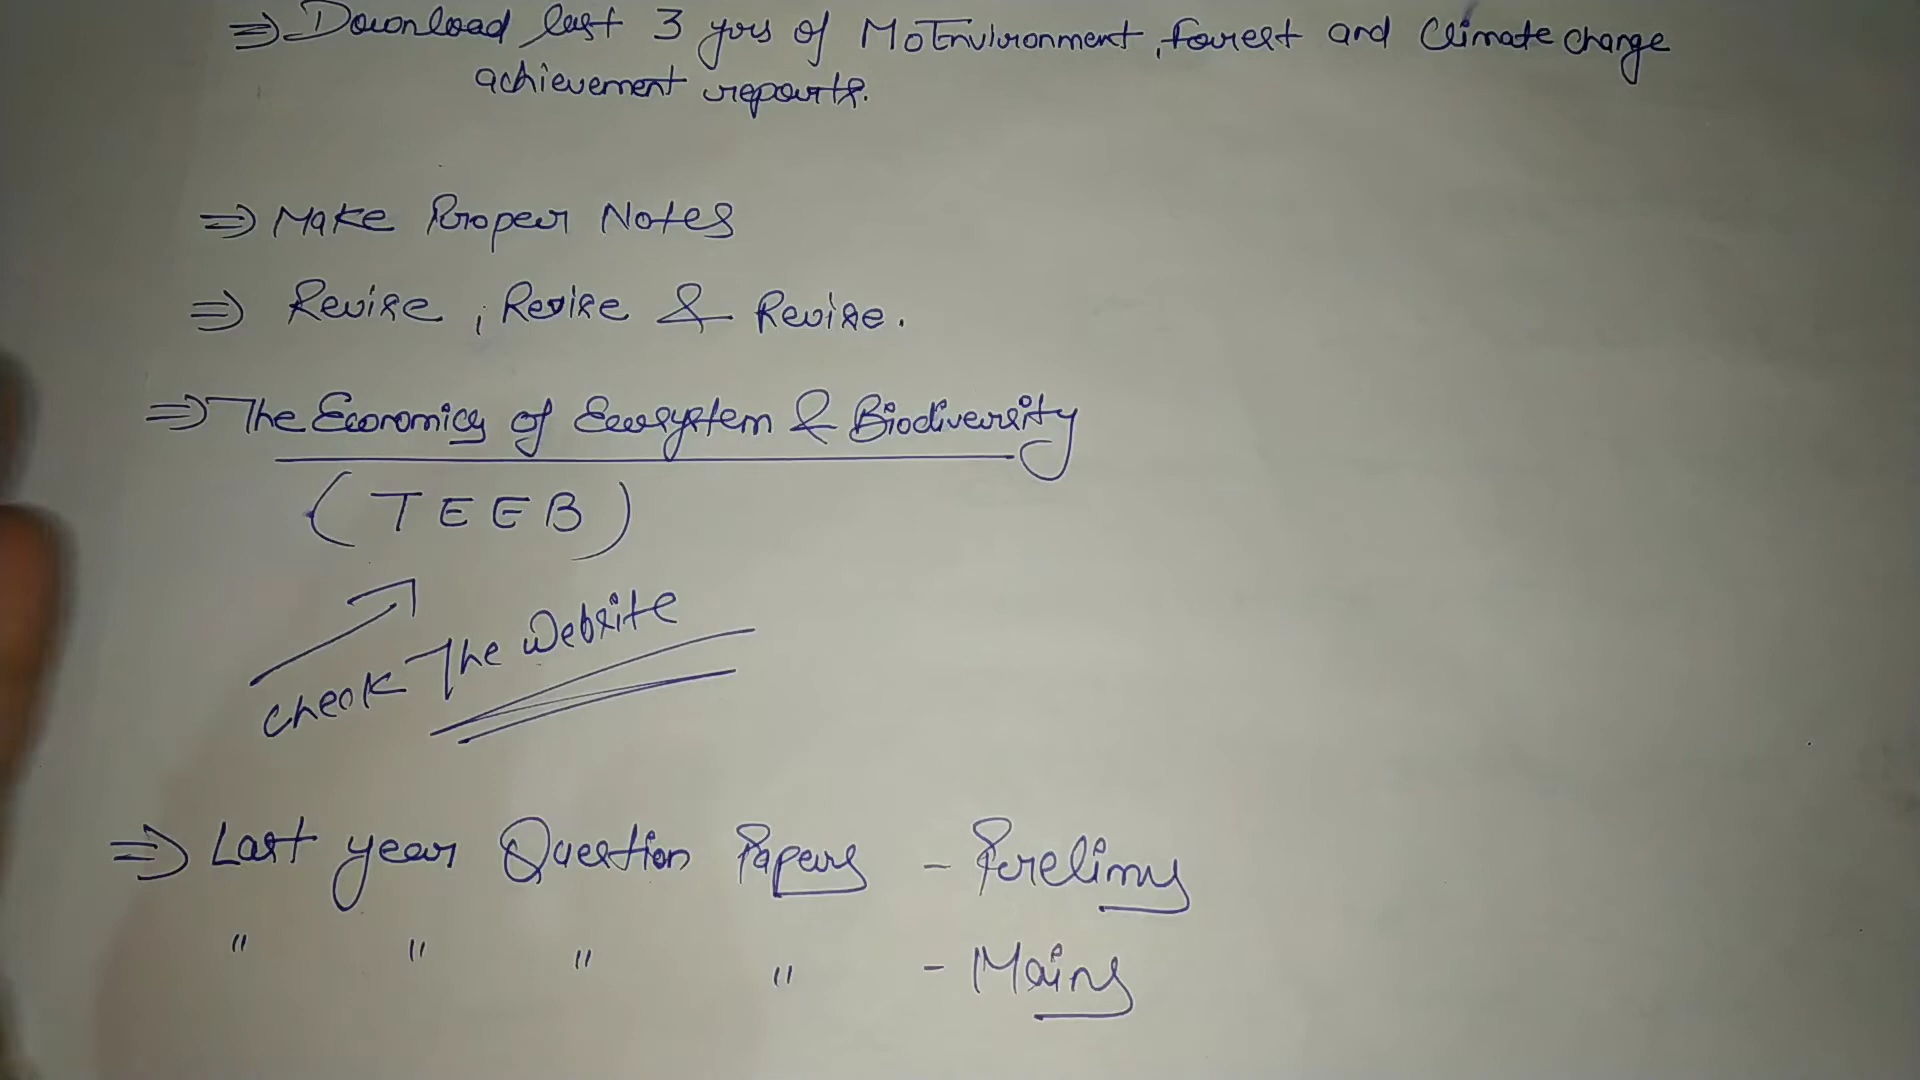 ⇒ Download last 3 yrs of MoEnvironment, forest and Climate change
achievement reports.
⇒ Make Proper Notes
⇒ Revise, Revise & Revise.
⇒ The Economics of Ecosystem & Biodiversity
(TEEB)
check The Website
⇒ Last year Question Papers - Prelims
" " " " - Mains